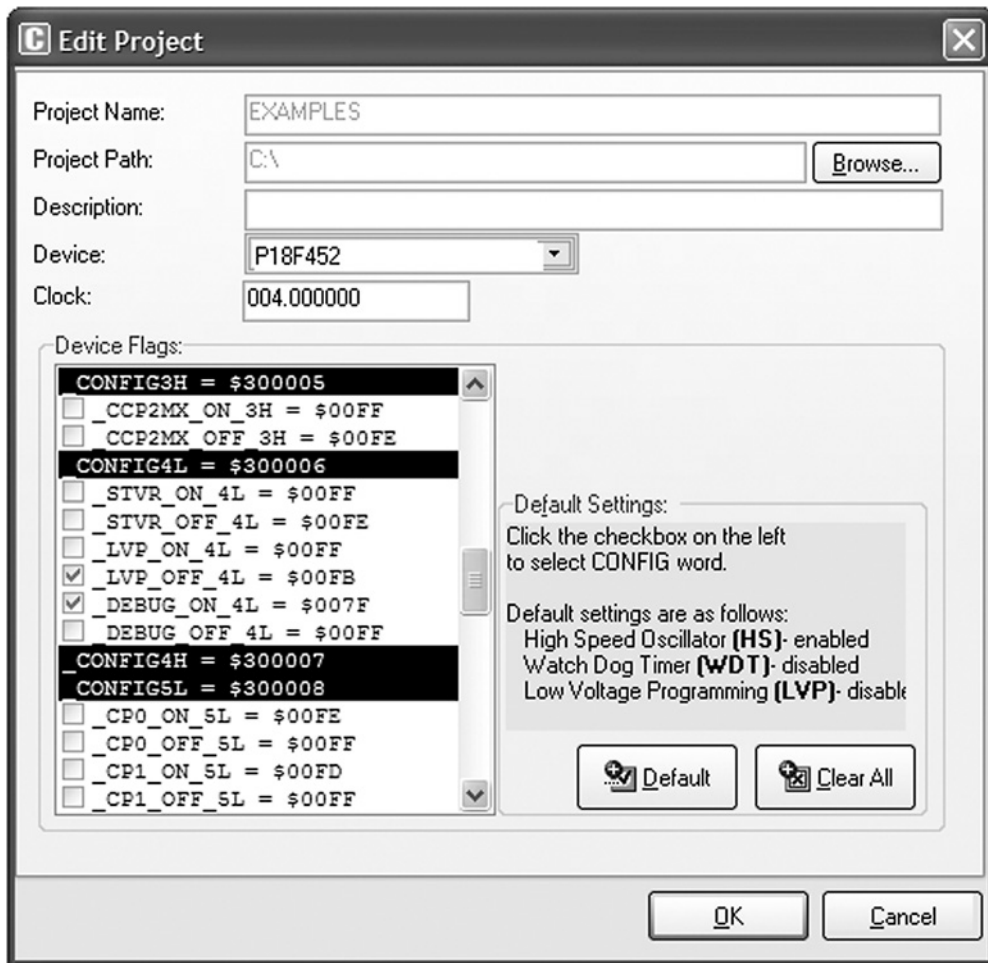 C Edit Project
Project Name: EXAMPLES
Project Path: C:\ Browse...
Description:
Device: P18F452
Clock: 004.000000
Device Flags:
_CONFIG3H = $300005
_CCP2MX_ON_3H = $00FF
_CCP2MX_OFF_3H = $00FE
_CONFIG4L = $300006
_STVR_ON_4L = $00FF
_STVR_OFF_4L = $00FE
_LVP_ON_4L = $00FF
_LVP_OFF_4L = $00FB
_DEBUG_ON_4L = $007F
_DEBUG_OFF_4L = $00FF
_CONFIG4H = $300007
_CONFIG5L = $300008
_CP0_ON_5L = $00FE
_CP0_OFF_5L = $00FF
_CP1_ON_5L = $00FD
_CP1_OFF_5L = $00FF
Default Settings:
Click the checkbox on the left
to select CONFIG word.
Default settings are as follows:
High Speed Oscillator (HS)- enabled
Watch Dog Timer (WDT)- disabled
Low Voltage Programming (LVP)- disable
Default Clear All
OK Cancel